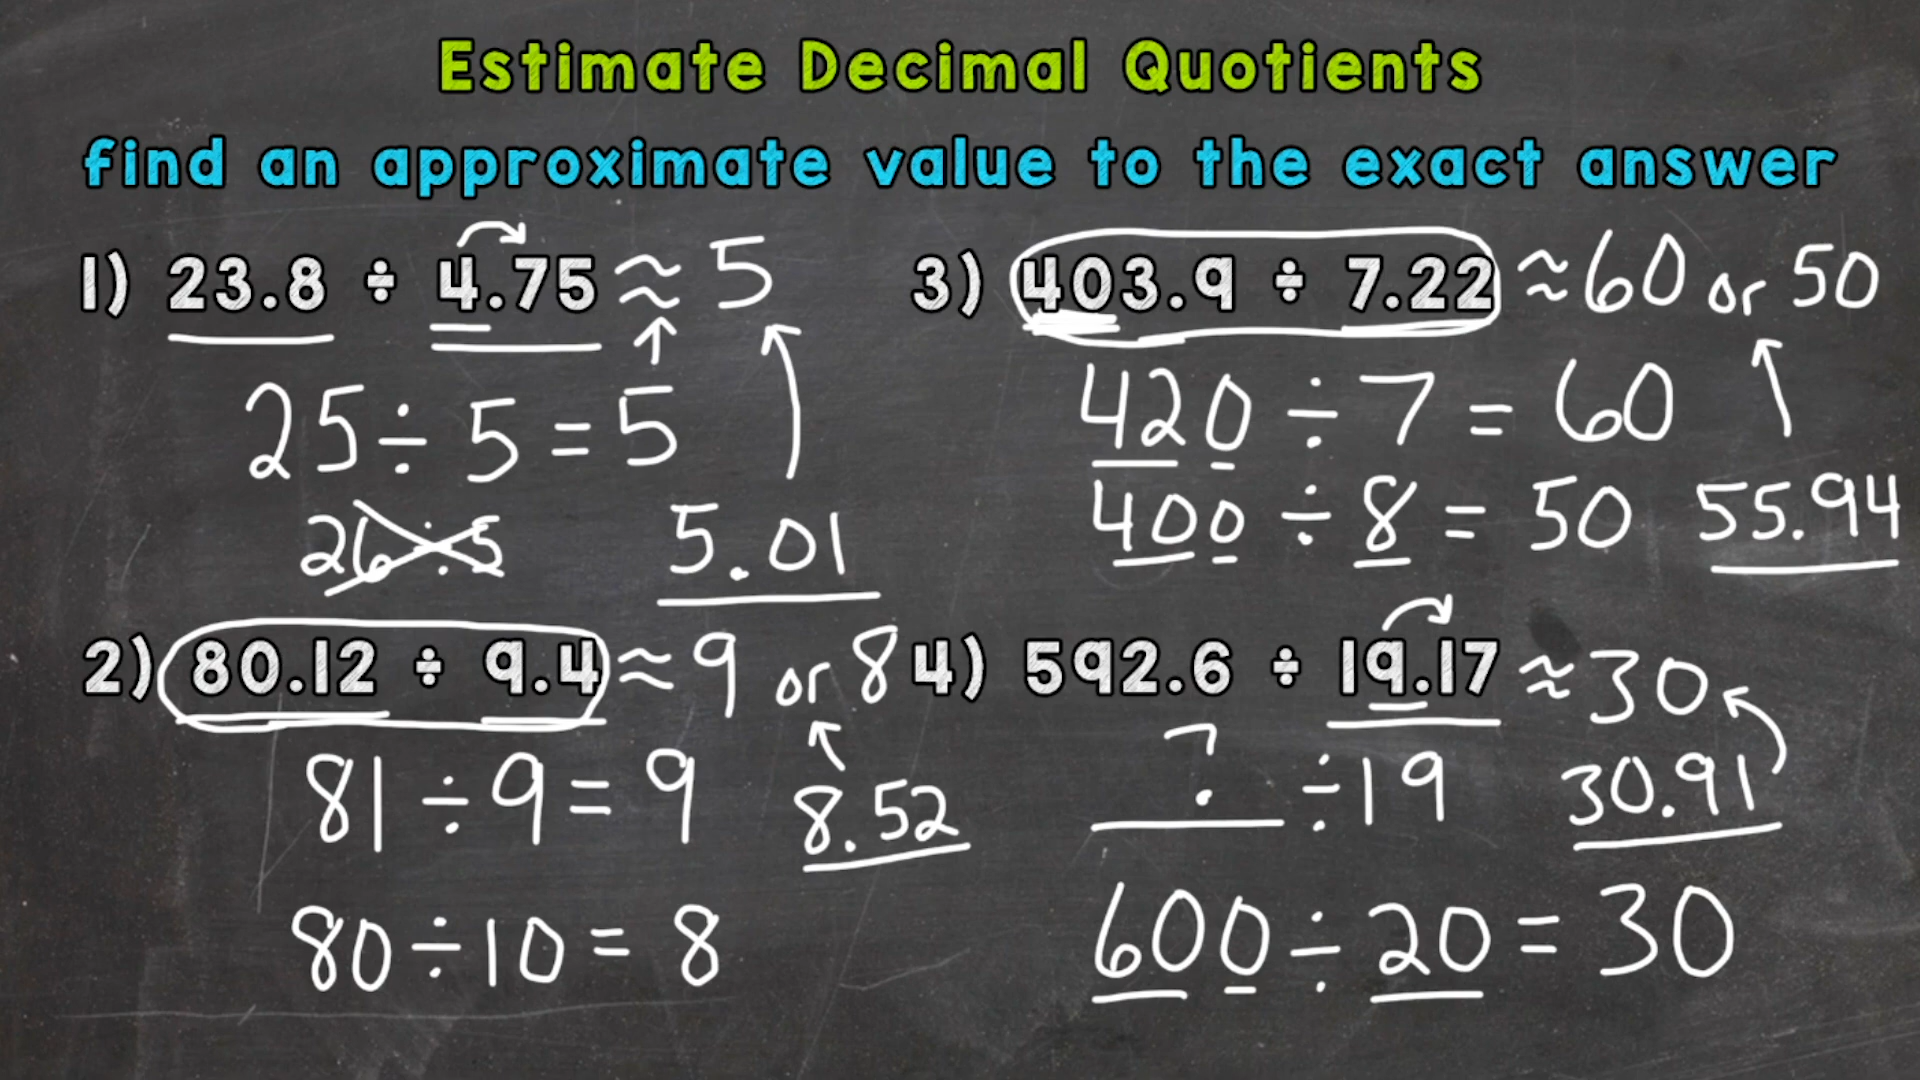 Estimate Decimal Quotients
find an approximate value to the exact answer
1) 23.8 ÷ 4.75 ≈ 5
25 ÷ 5 = 5
26 ÷ 5
5.01
2) 80.12 ÷ 9.4 ≈ 9 or 8
81 ÷ 9 = 9
8.52
80 ÷ 10 = 8
3) 403.9 ÷ 7.22 ≈ 60 or 50
420 ÷ 7 = 60
400 ÷ 8 = 50
55.94
4) 592.6 ÷ 19.17 ≈ 30
? ÷ 19
30.91
600 ÷ 20 = 30